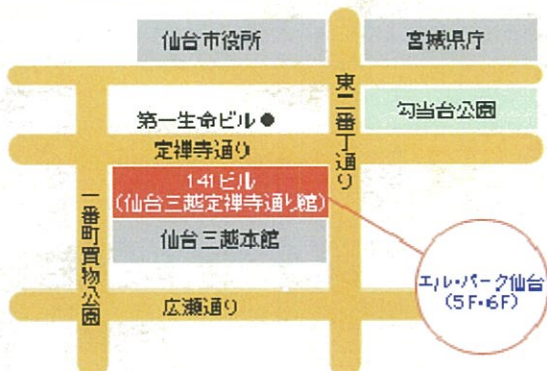 仙台市役所
宮城県庁
東二番丁通り
勾当台公園
第一生命ビル●
定禅寺通り
141ビル
(仙台三越定禅寺通り館)
仙台三越本館
一番町買物公園
エル・パーク仙台
(5F・6F)
広瀬通り